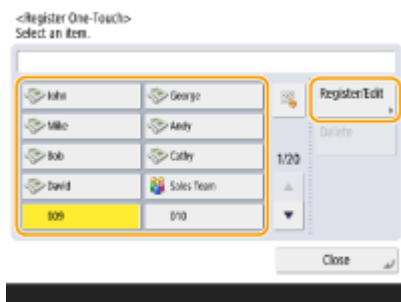 <Register One-Touch>
Select an item.
John George
Register/Edit
Mike Andy
Delete
Bob Cathy
1/20
David Sales Team
009 010
Close